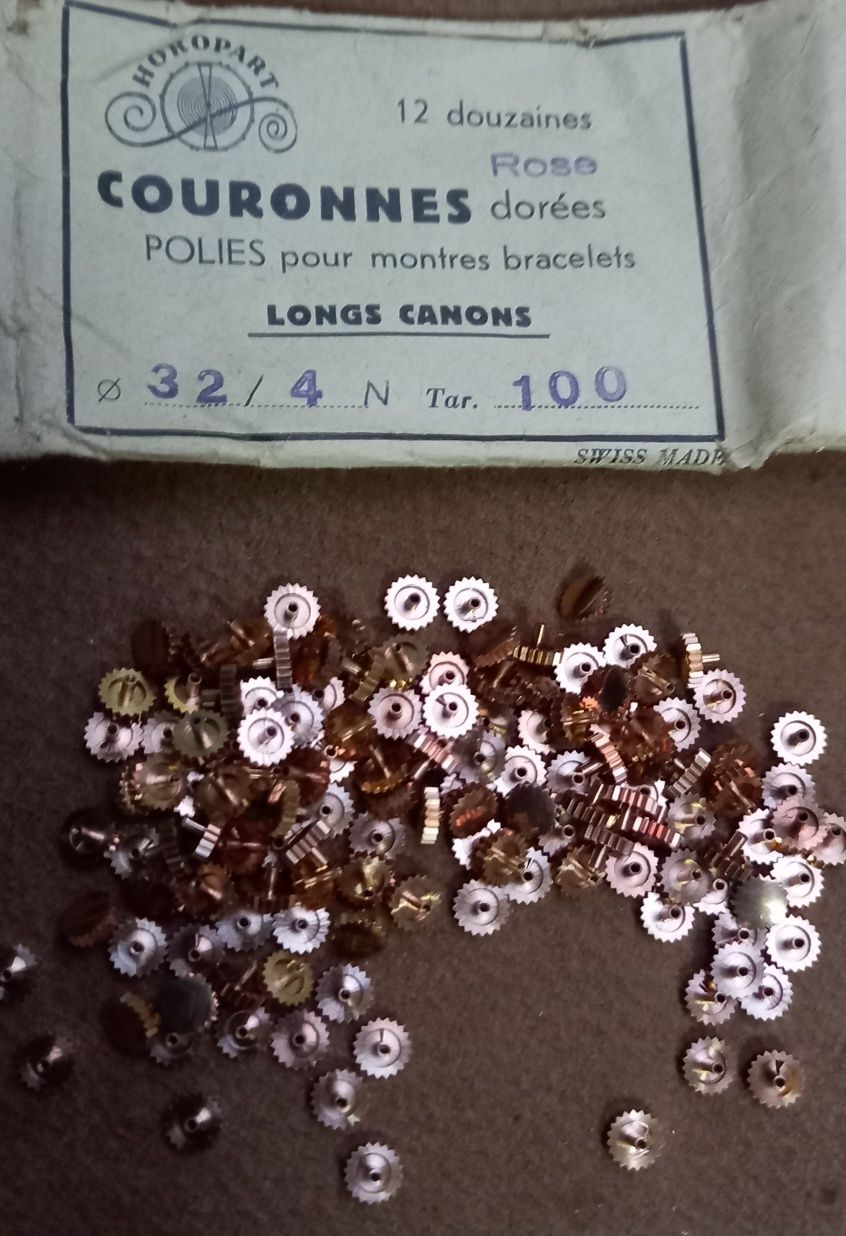 HOROPART
12 douzaines
Rose
COURONNES dorées
POLIES pour montres bracelets
LONGS CANONS
Ø 32/4 N Tar. 100
SWISS MADE